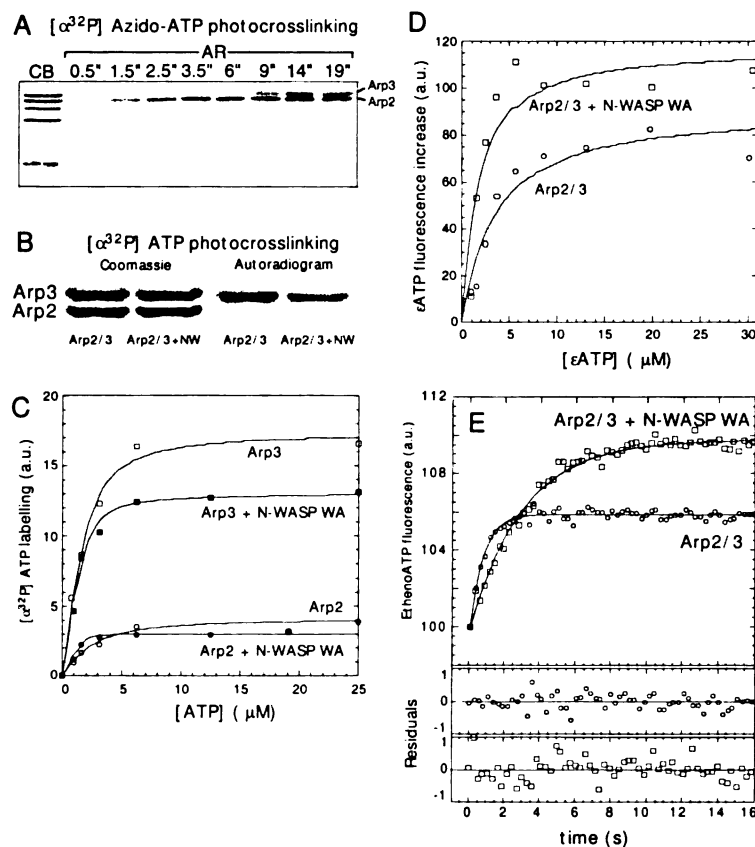 A [α³²P] Azido-ATP photocrosslinking
AR
CB 0.5" 1.5" 2.5" 3.5" 6" 9" 14" 19"
Arp3
Arp2
B [α³²P] ATP photocrosslinking
Coomassie Autoradiogram
Arp3
Arp2
Arp2/3 Arp2/3+NW Arp2/3 Arp2/3+NW
C
[α³²P] ATP labelling (a.u.)
20
15
10
5
0
Arp3
Arp3 + N-WASP WA
Arp2
Arp2 + N-WASP WA
0 5 10 15 20 25
[ATP] (μM)
D
εATP fluorescence increase (a.u.)
120
100
80
60
40
20
0
Arp2/3 + N-WASP WA
Arp2/3
0 5 10 15 20 25 30
[εATP] (μM)
E
EthenoATP fluorescence
112
108
104
100
Arp2/3 + N-WASP WA
Arp2/3
Residuals
1
0
-1
1
0
-1
0 2 4 6 8 10 12 14 16
time (s)